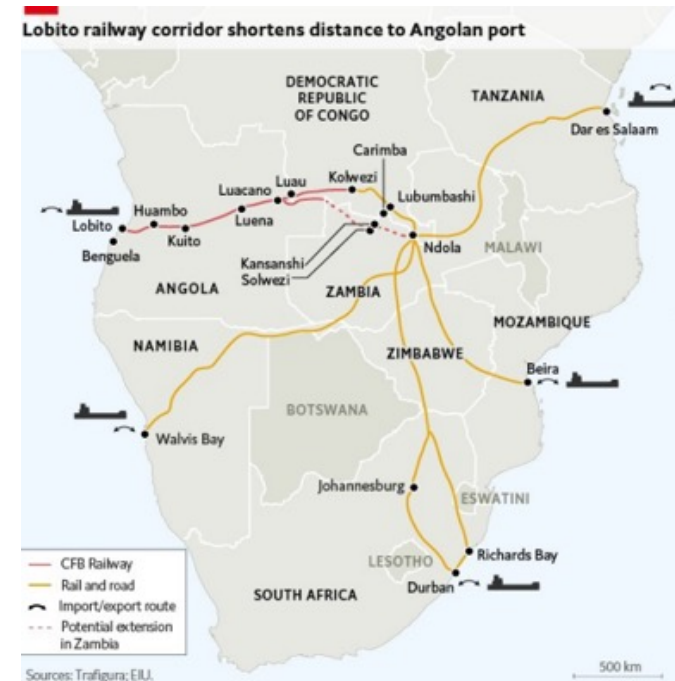 Lobito railway corridor shortens distance to Angolan port
DEMOCRATIC
REPUBLIC
OF CONGO
TANZANIA
Dar es Salaam
Carimba
Kolwezi
Luau
Luacano
Lubumbashi
Huambo
Lobito
Luena
Kuito
Benguela
Ndola
MALAWI
Kansanshi
Solwezi
ANGOLA
ZAMBIA
MOZAMBIQUE
NAMIBIA
ZIMBABWE
Beira
BOTSWANA
Walvis Bay
Johannesburg
ESWATINI
Richards Bay
LESOTHO
Durban
SOUTH AFRICA
CFB Railway
Rail and road
Import/export route
Potential extension
in Zambia
500 km
Sources: Trafigura; EIU.